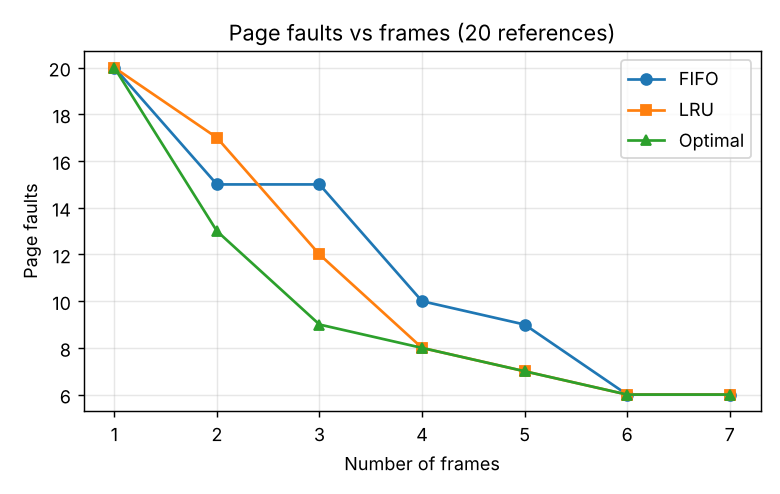 Page faults vs frames (20 references)
FIFO
LRU
Optimal
Page faults
20
18
16
14
12
10
8
6
1 2 3 4 5 6 7
Number of frames